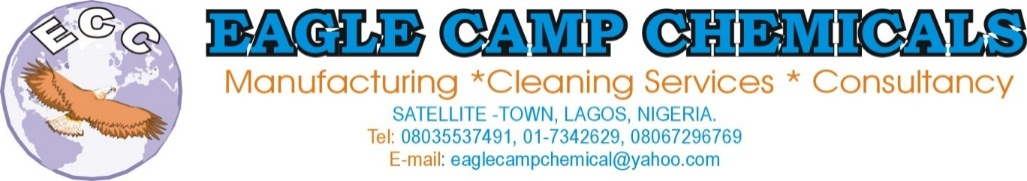 ECC
EAGLE CAMP CHEMICALS
Manufacturing *Cleaning Services * Consultancy
SATELLITE -TOWN, LAGOS, NIGERIA.
Tel: 08035537491, 01-7342629, 08067296769
E-mail: eaglecampchemical@yahoo.com